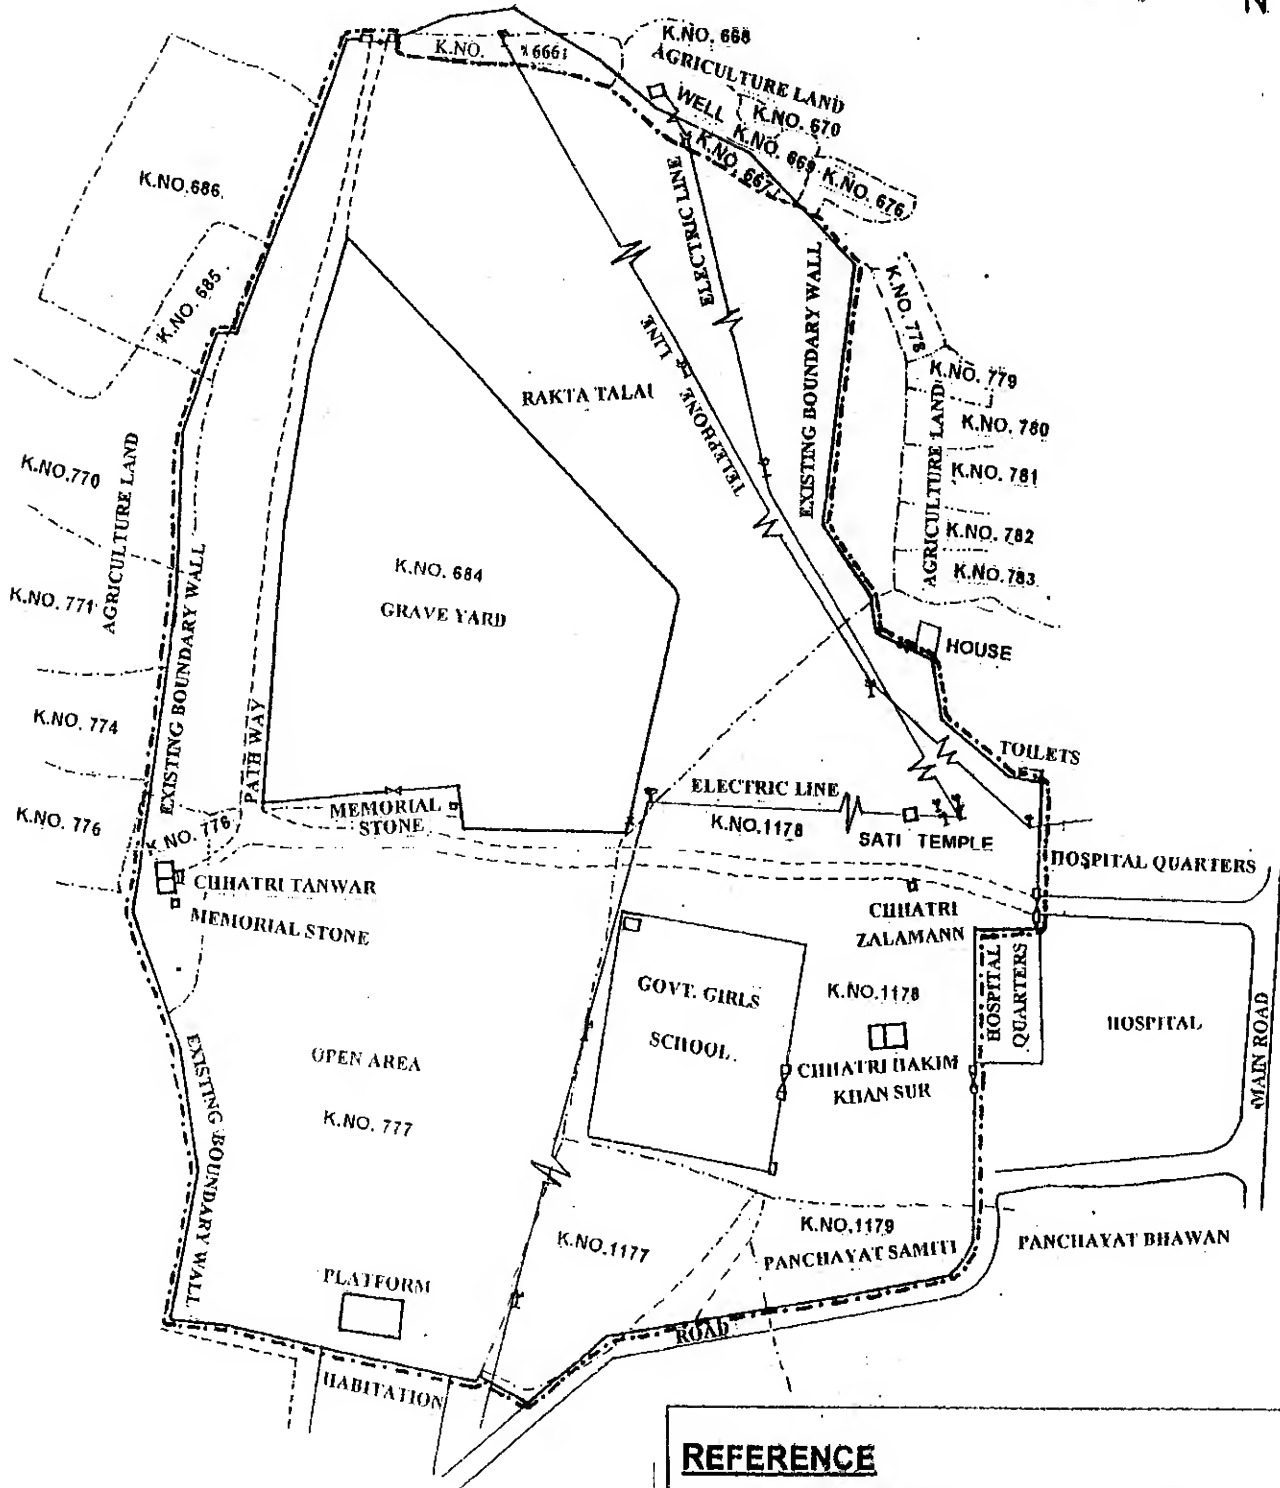 N
K.NO. 668
AGRICULTURE LAND
K.NO. 666
WELL
K.NO. 670
K.NO. 669
K.NO. 667
K.NO. 676
K.NO.686
K.NO. 685
ELECTRIC LINE
EXISTING BOUNDARY WALL
K.NO. 778
TELEPHONE LINE
RAKTA TALAI
K.NO. 779
K.NO. 780
K.NO. 781
K.NO. 782
K.NO.783
AGRICULTURE LAND
K.NO.770
AGRICULTURE LAND
K.NO. 771
K.NO. 684
GRAVE YARD
HOUSE
K.NO. 774
EXISTING BOUNDARY WALL
PATH WAY
TOILETS
ELECTRIC LINE
K.NO.1178
K.NO. 776
K NO. 776
MEMORIAL
STONE
SATI TEMPLE
HOSPITAL QUARTERS
CHHATRI TANWAR
MEMORIAL STONE
CHHATRI
ZALAMANN
GOVT. GIRLS
SCHOOL.
K.NO.1178
HOSPITAL
QUARTERS
HOSPITAL
MAIN ROAD
CHHATRI HAKIM
KHAN SUR
OPEN AREA
K.NO. 777
EXISTING BOUNDARY WALL
K.NO.1177
K.NO.1179
PANCHAYAT SAMITI
PANCHAYAT BHAWAN
PLATFORM
ROAD
HABITATION
REFERENCE